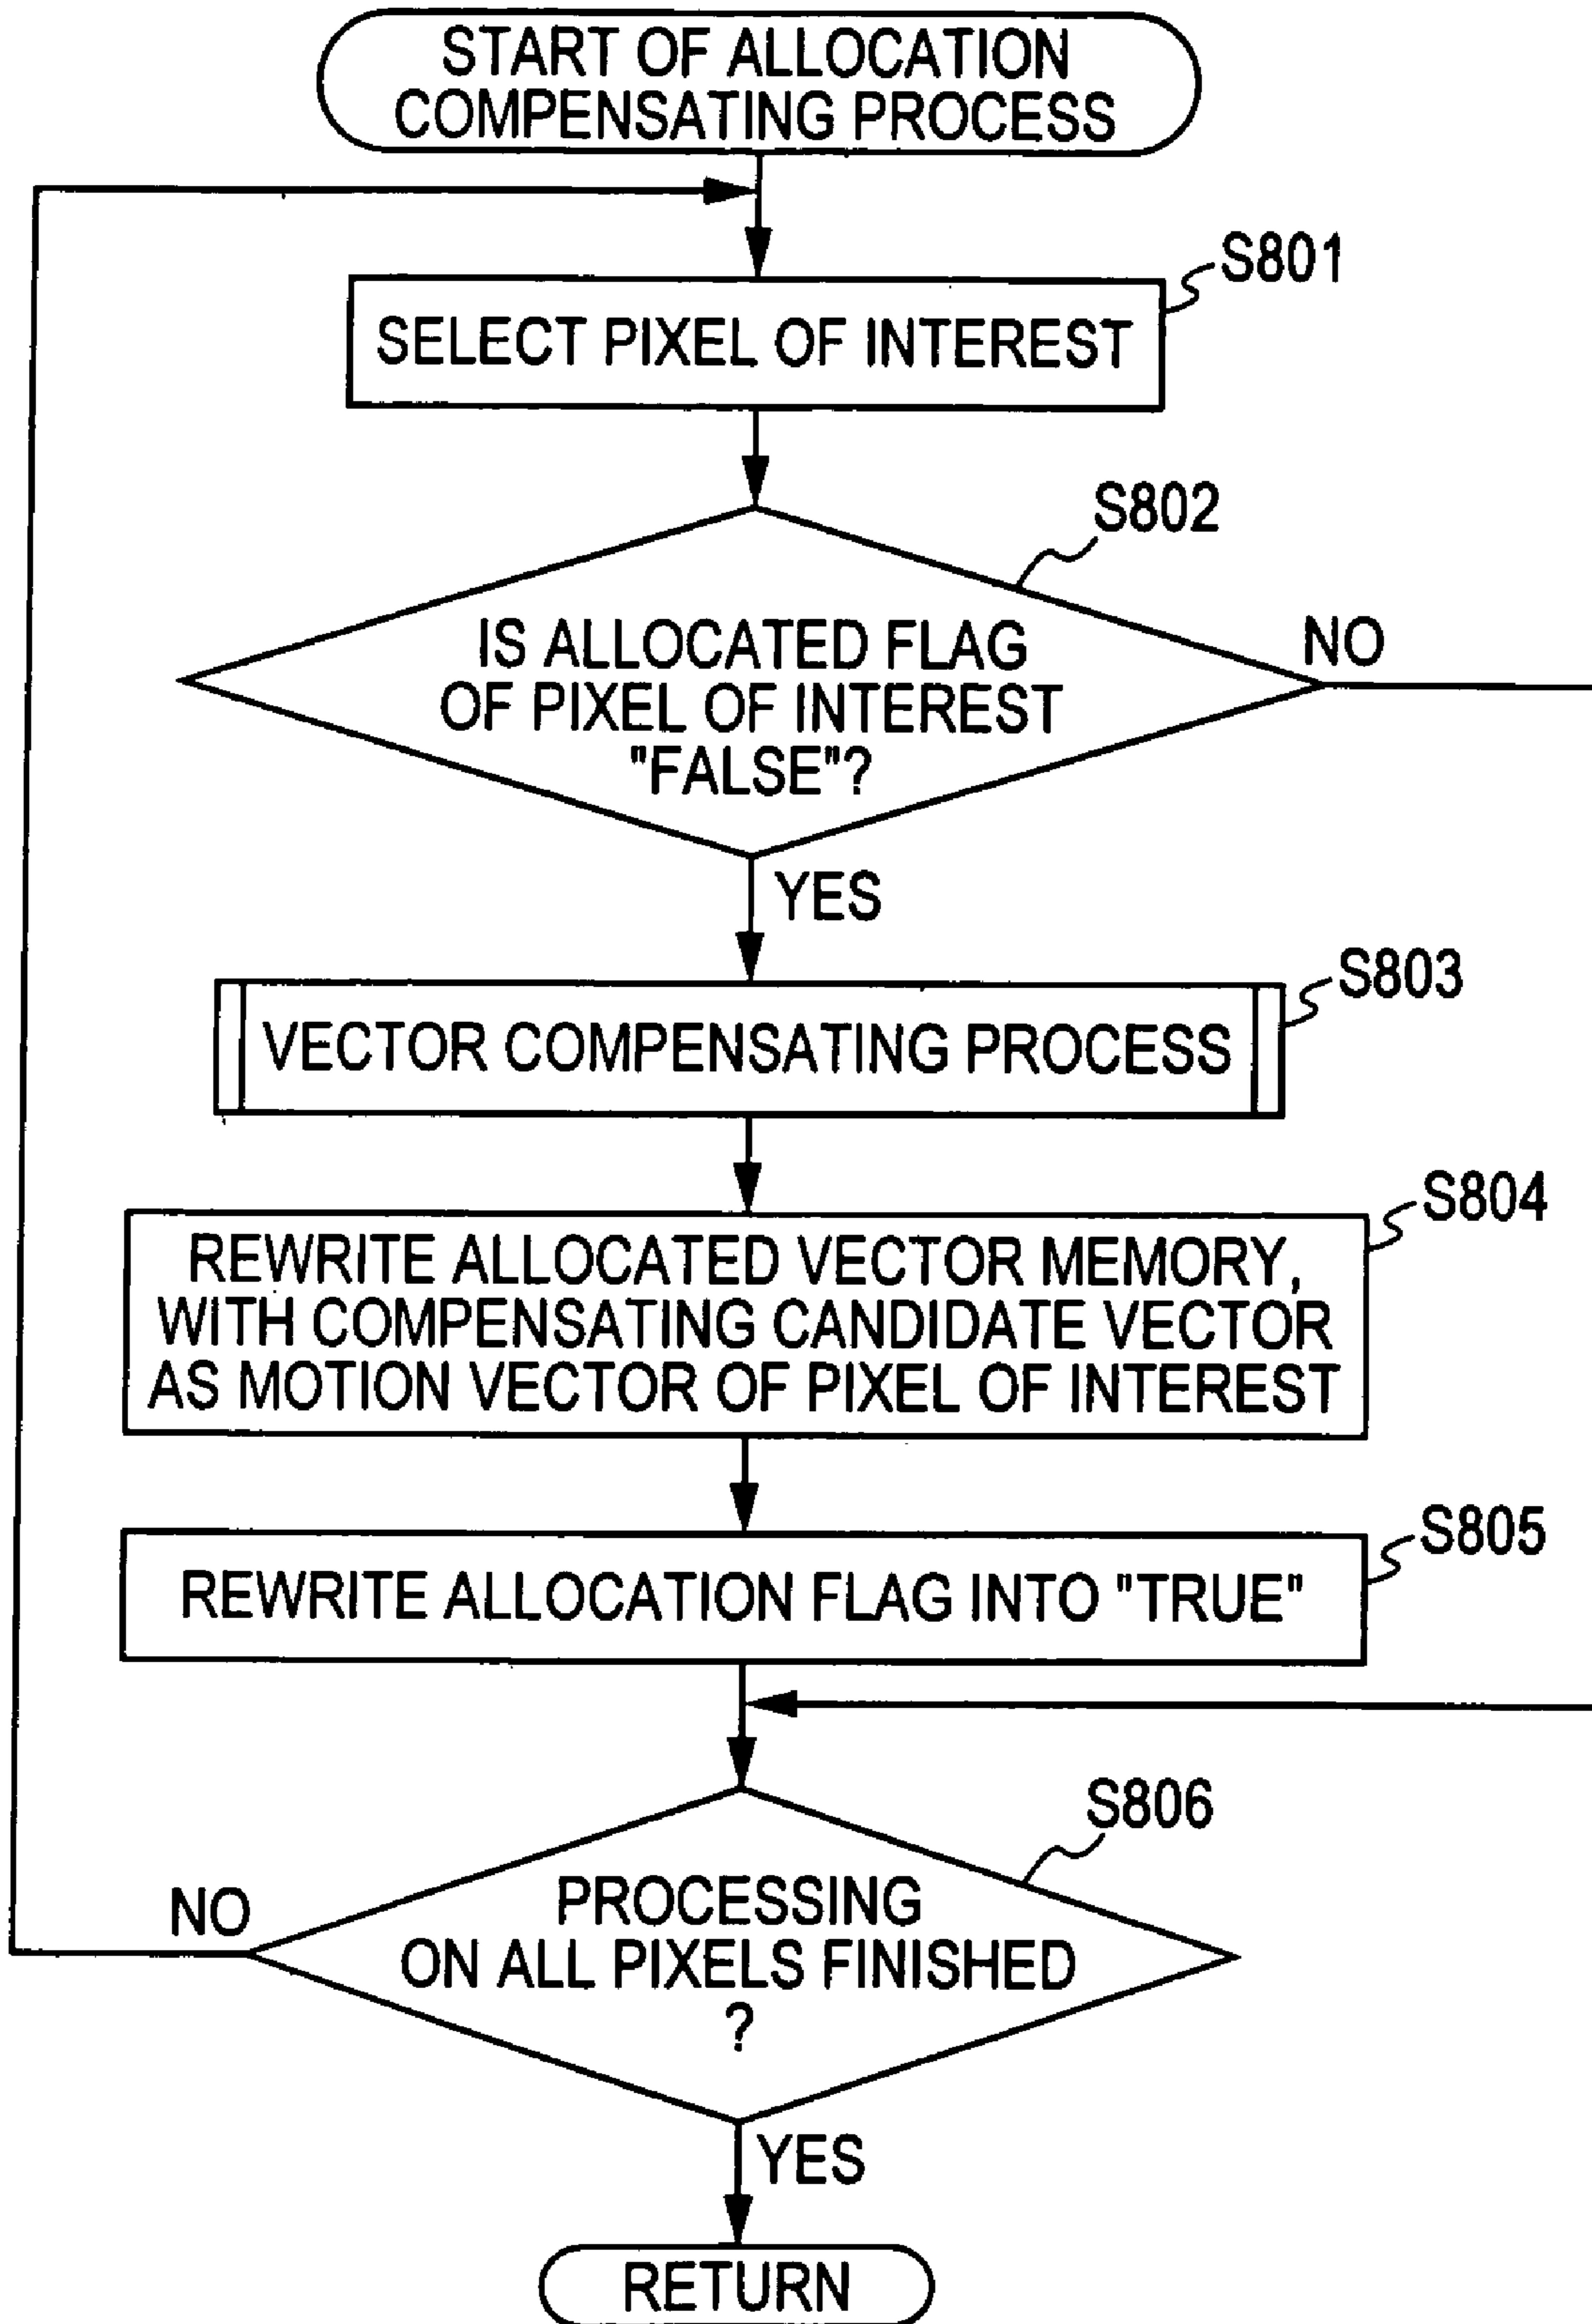 START OF ALLOCATION
COMPENSATING PROCESS
S801
SELECT PIXEL OF INTEREST
S802
IS ALLOCATED FLAG
OF PIXEL OF INTEREST
"FALSE"?
NO
YES
S803
VECTOR COMPENSATING PROCESS
S804
REWRITE ALLOCATED VECTOR MEMORY,
WITH COMPENSATING CANDIDATE VECTOR
AS MOTION VECTOR OF PIXEL OF INTEREST
S805
REWRITE ALLOCATION FLAG INTO "TRUE"
S806
PROCESSING
ON ALL PIXELS FINISHED
?
NO
YES
RETURN